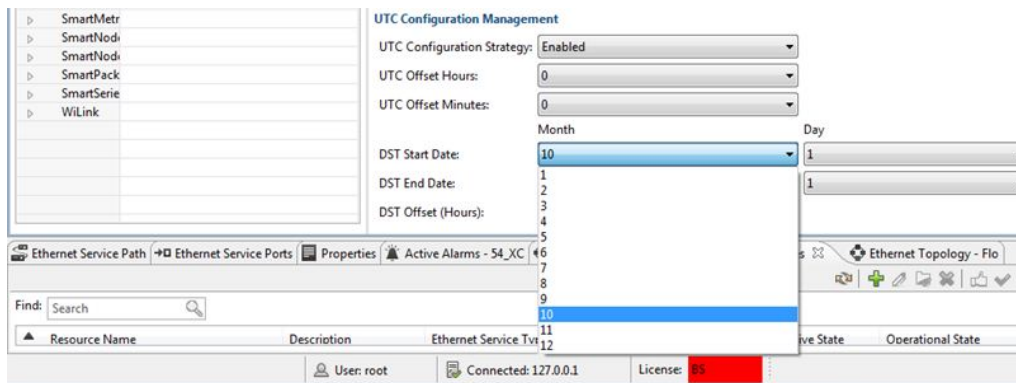 SmartMetr
SmartNod
SmartNod
SmartPack
SmartSerie
WiLink
UTC Configuration Management
UTC Configuration Strategy: Enabled
UTC Offset Hours: 0
UTC Offset Minutes: 0
Month Day
DST Start Date: 10 1
DST End Date: 1
DST Offset (Hours):
1
2
3
4
5
6
7
8
9
10
11
12
Ethernet Service Path Ethernet Service Ports Properties Active Alarms - 54_XC s Ethernet Topology - Flo
Find: Search
Resource Name Description Ethernet Service Ty ive State Operational State
User: root Connected: 127.0.0.1 License: